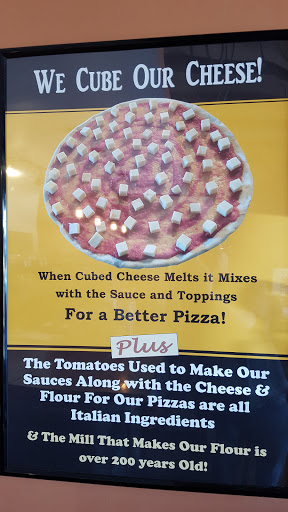 We Cube Our Cheese!
When Cubed Cheese Melts it Mixes
with the Sauce and Toppings
For a Better Pizza!
Plus
The Tomatoes Used to Make Our
Sauces Along with the Cheese &
Flour For Our Pizzas are all
Italian Ingredients
& The Mill That Makes Our Flour is
over 200 years Old!